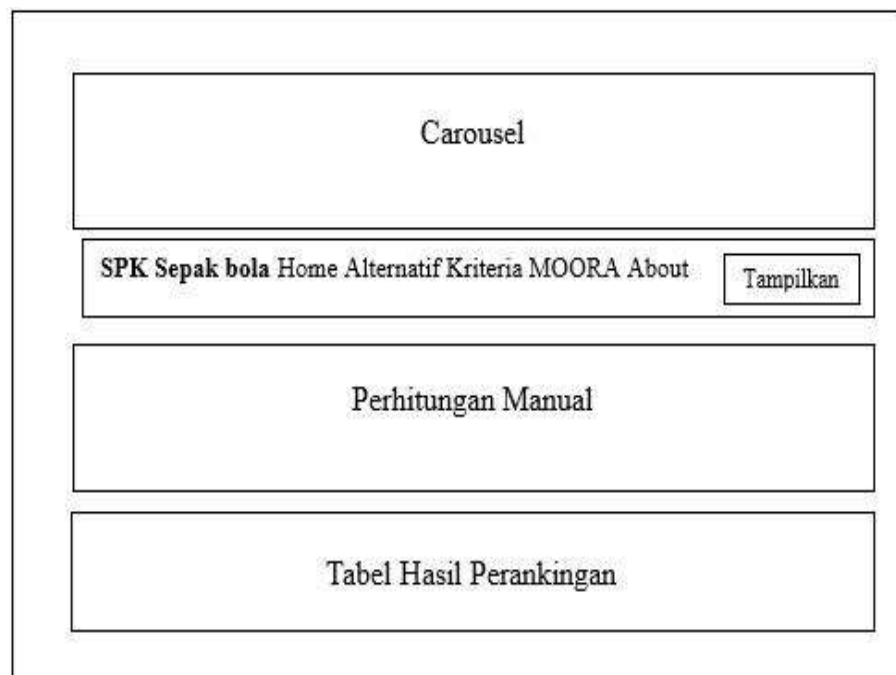 Carousel
SPK Sepak bola Home Alternatif Kriteria MOORA About
Tampilkan
Perhitungan Manual
Tabel Hasil Perankingan